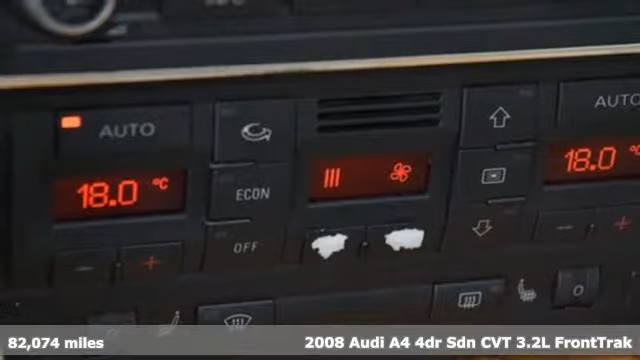 AUTO
AUTO
18.0 °C
18.0 °C
ECON
OFF
82,074 miles
2008 Audi A4 4dr Sdn CVT 3.2L FrontTrak